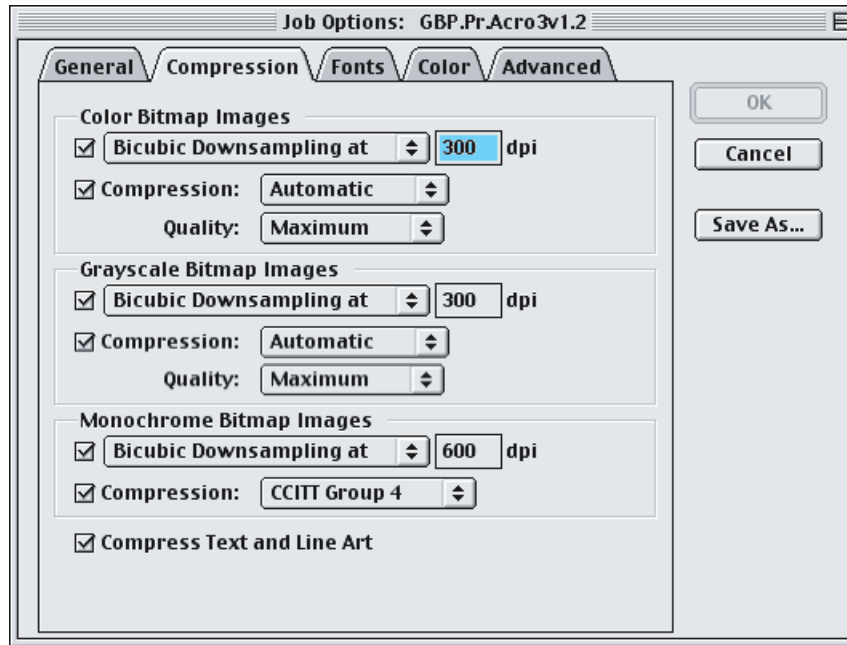 Job Options: GBP.Pr.Acro3v1.2
General Compression Fonts Color Advanced
Color Bitmap Images
Bicubic Downsampling at 300 dpi
Compression: Automatic
Quality: Maximum
Grayscale Bitmap Images
Bicubic Downsampling at 300 dpi
Compression: Automatic
Quality: Maximum
Monochrome Bitmap Images
Bicubic Downsampling at 600 dpi
Compression: CCITT Group 4
Compress Text and Line Art
OK
Cancel
Save As...